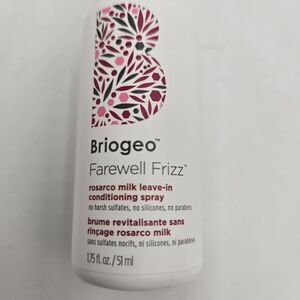 B
Briogeo™
Farewell Frizz™
rosarco milk leave-in
conditioning spray
no harsh sulfates, no silicones, no parabens
brume revitalisante sans
rinçage rosarco milk
sans sulfates nocifs, ni silicones, ni parabènes
1.75 fl. oz. / 51 ml